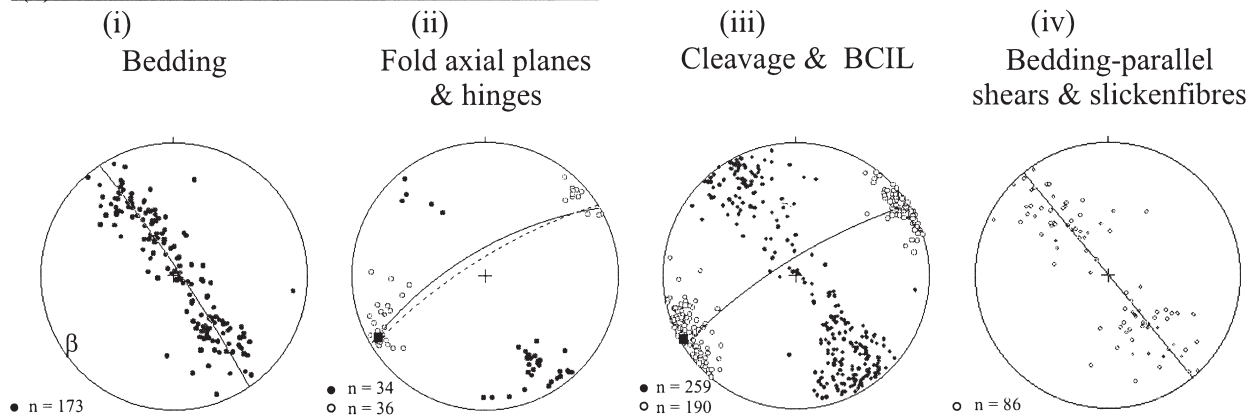 (i)
Bedding
(ii)
Fold axial planes
& hinges
(iii)
Cleavage & BCIL
(iv)
Bedding-parallel
shears & slickenfibres
β
n = 173
n = 34
n = 36
n = 259
n = 190
n = 86